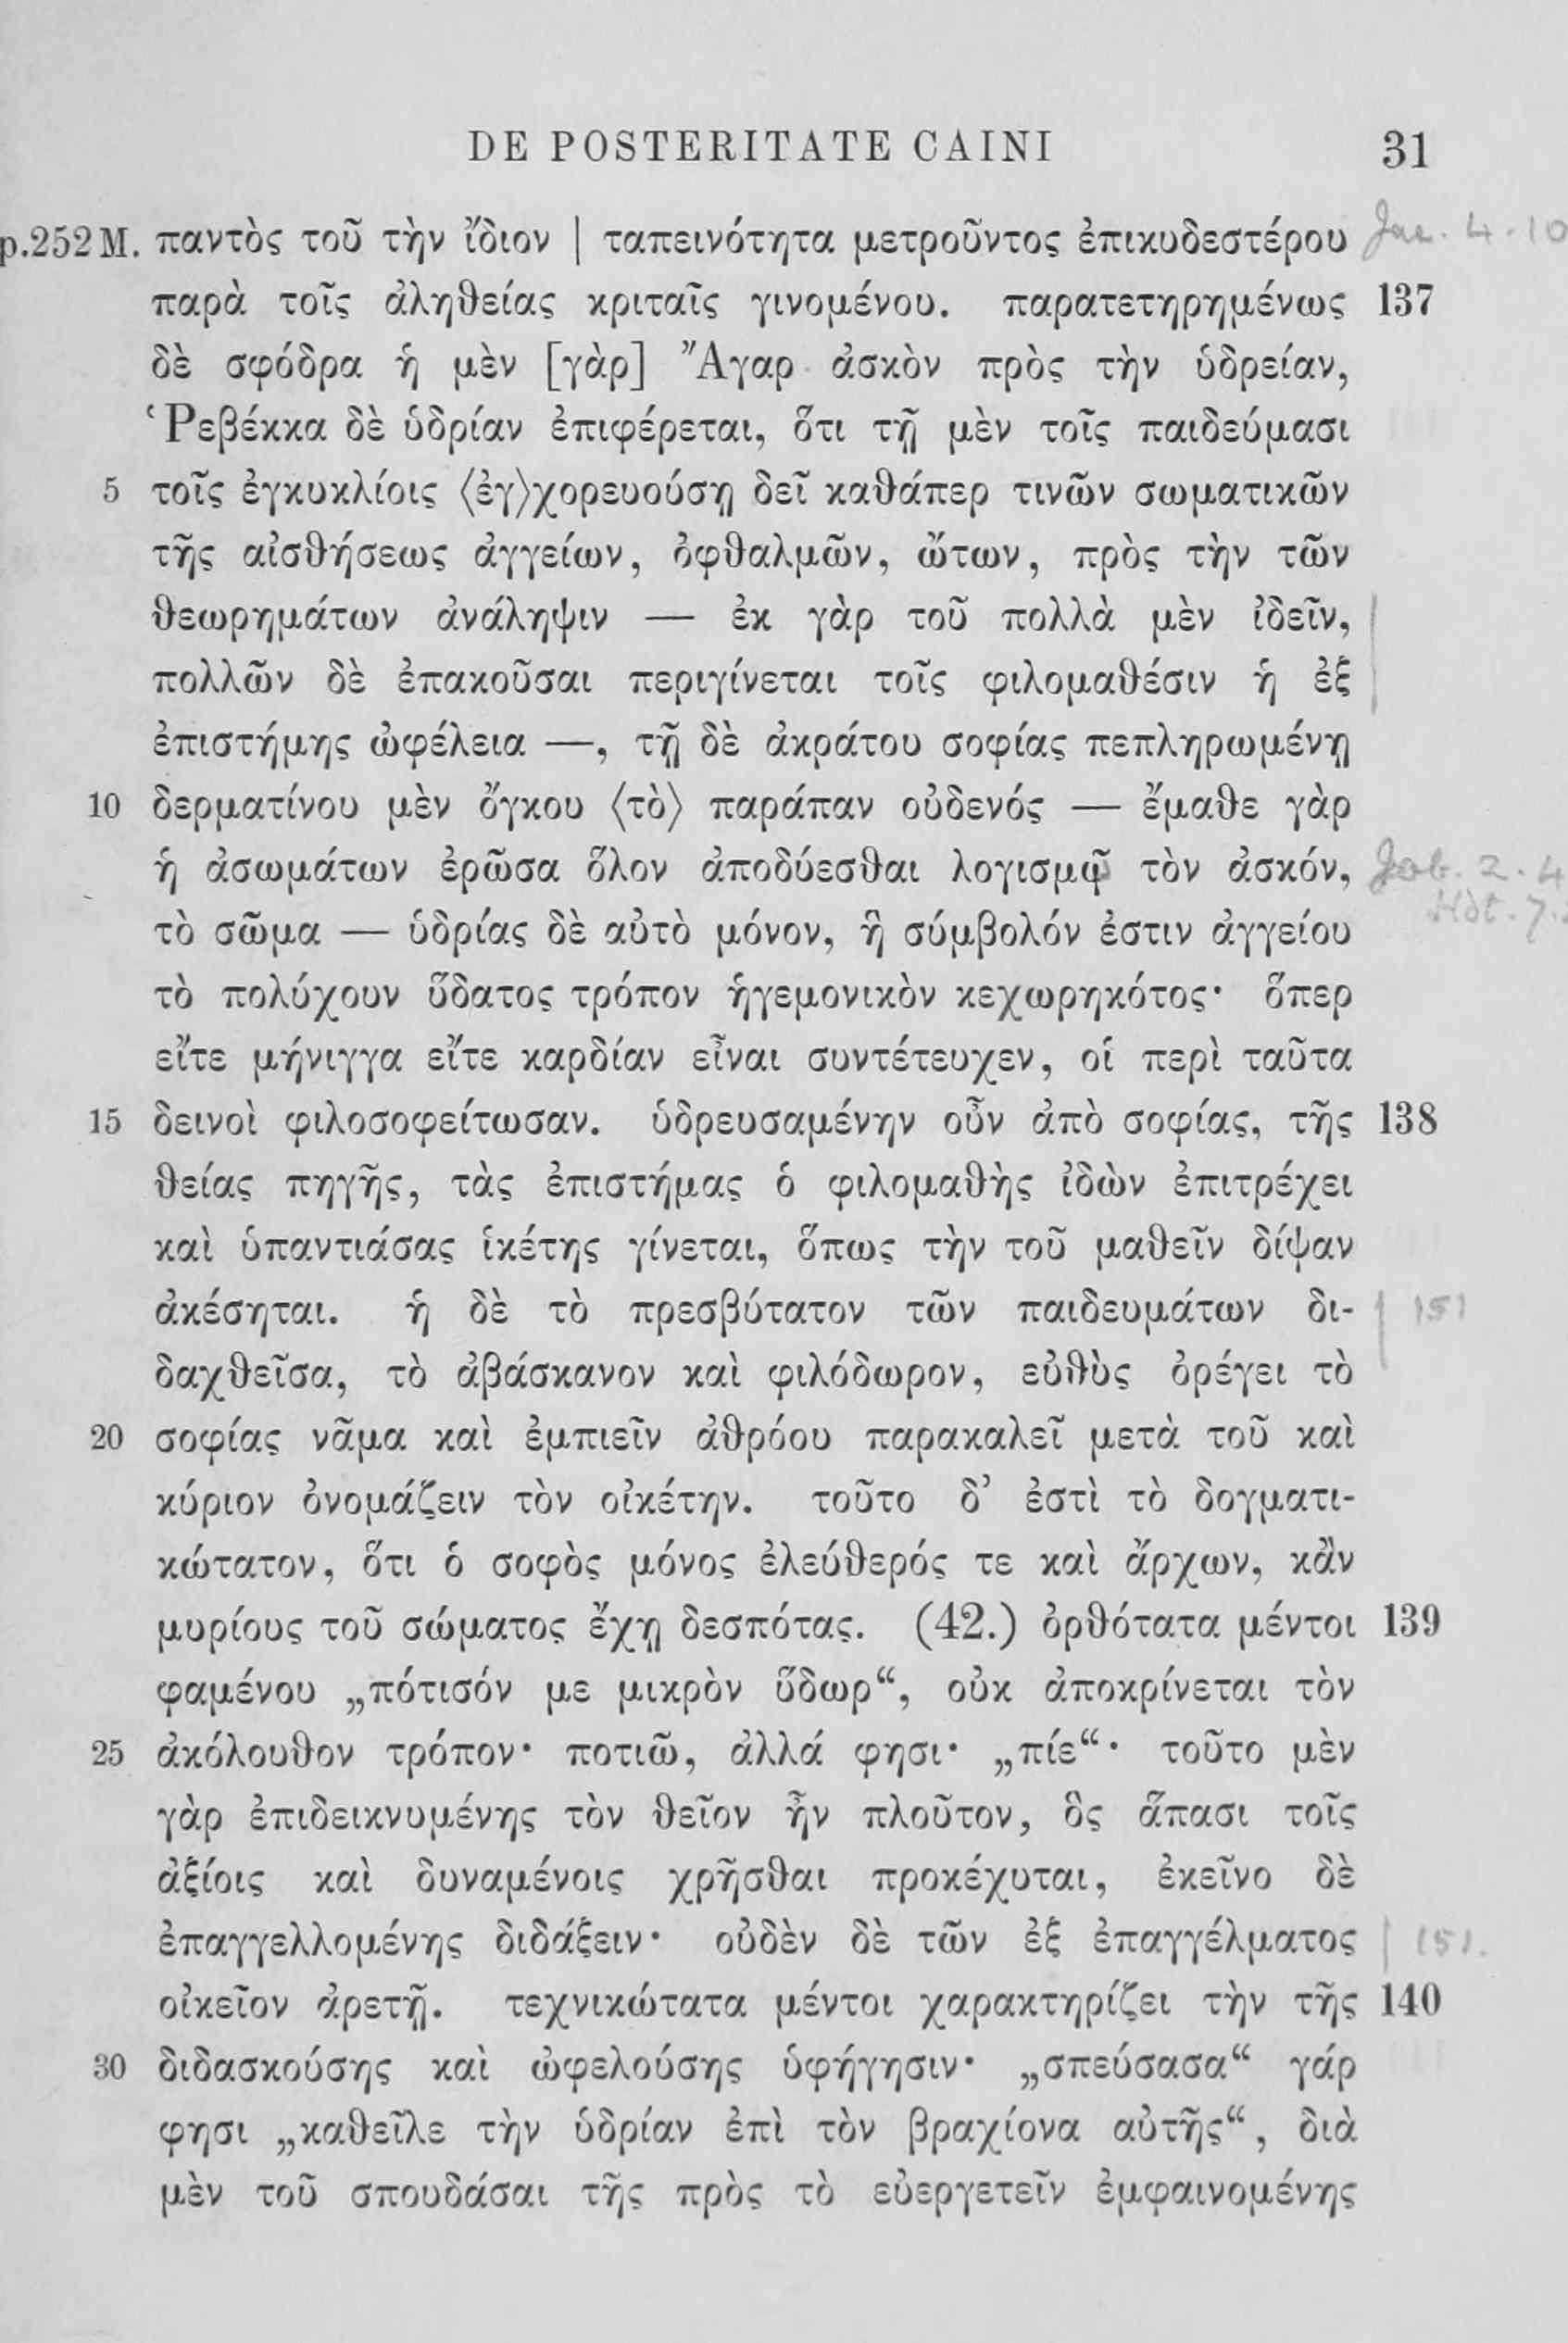 DE POSTERITATE CAINI 31
p.252 M. παντὸς τοῦ τὴν ἴδιον | ταπεινότητα μετροῦντος ἐπικυδεστέρου Jac. 4.10
παρὰ τοῖς ἀληθείας κριταῖς γινομένου. παρατετηρημένως 137
δὲ σφόδρα ἡ μὲν [γὰρ] Ἄγαρ ἀσκὸν πρὸς τὴν ὑδρείαν,
Ῥεβέκκα δὲ ὑδρίαν ἐπιφέρεται, ὅτι τῇ μὲν τοῖς παιδεύμασι
5 τοῖς ἐγκυκλίοις ⟨ἐγ⟩χορευούσῃ δεῖ καθάπερ τινῶν σωματικῶν
τῆς αἰσθήσεως ἀγγείων, ὀφθαλμῶν, ὤτων, πρὸς τὴν τῶν
θεωρημάτων ἀνάληψιν — ἐκ γὰρ τοῦ πολλὰ μὲν ἰδεῖν,
πολλῶν δὲ ἐπακοῦσαι περιγίνεται τοῖς φιλομαθέσιν ἡ ἐξ
ἐπιστήμης ὠφέλεια —, τῇ δὲ ἀκράτου σοφίας πεπληρωμένῃ
10 δερματίνου μὲν ὄγκου ⟨τὸ⟩ παράπαν οὐδενός — ἔμαθε γὰρ
ἡ ἀσωμάτων ἐρῶσα ὅλον ἀποδύεσθαι λογισμῷ τὸν ἀσκόν, Job. 2.4
τὸ σῶμα — ὑδρίας δὲ αὐτὸ μόνον, ἣ σύμβολόν ἐστιν ἀγγείου Hdt. 7.
τὸ πολύχουν ὕδατος τρόπον ἡγεμονικὸν κεχωρηκότος· ὅπερ
εἴτε μήνιγγα εἴτε καρδίαν εἶναι συντέτευχεν, οἱ περὶ ταῦτα
15 δεινοὶ φιλοσοφείτωσαν. ὑδρευσαμένην οὖν ἀπὸ σοφίας, τῆς 138
θείας πηγῆς, τὰς ἐπιστήμας ὁ φιλομαθὴς ἰδὼν ἐπιτρέχει
καὶ ὑπαντιάσας ἱκέτης γίνεται, ὅπως τὴν τοῦ μαθεῖν δίψαν
ἀκέσηται. ἡ δὲ τὸ πρεσβύτατον τῶν παιδευμάτων δι- 151
δαχθεῖσα, τὸ ἀβάσκανον καὶ φιλόδωρον, εὐθὺς ὀρέγει τὸ
20 σοφίας νᾶμα καὶ ἐμπιεῖν ἀθρόου παρακαλεῖ μετὰ τοῦ καὶ
κύριον ὀνομάζειν τὸν οἰκέτην. τοῦτο δ’ ἐστὶ τὸ δογματι-
κώτατον, ὅτι ὁ σοφὸς μόνος ἐλεύθερός τε καὶ ἄρχων, κἂν
μυρίους τοῦ σώματος ἔχῃ δεσπότας. (42.) ὀρθότατα μέντοι 139
φαμένου „πότισόν με μικρὸν ὕδωρ“, οὐκ ἀποκρίνεται τὸν
25 ἀκόλουθον τρόπον· ποτιῶ, ἀλλά φησι· „πίε“· τοῦτο μὲν
γὰρ ἐπιδεικνυμένης τὸν θεῖον ἦν πλοῦτον, ὃς ἅπασι τοῖς
ἀξίοις καὶ δυναμένοις χρῆσθαι προκέχυται, ἐκεῖνο δὲ
ἐπαγγελλομένης διδάξειν· οὐδὲν δὲ τῶν ἐξ ἐπαγγέλματος 151.
οἰκεῖον ἀρετῇ. τεχνικώτατα μέντοι χαρακτηρίζει τὴν τῆς 140
30 διδασκούσης καὶ ὠφελούσης ὑφήγησιν· „σπεύσασα“ γάρ
φησι „καθεῖλε τὴν ὑδρίαν ἐπὶ τὸν βραχίονα αὐτῆς“, διὰ
μὲν τοῦ σπουδάσαι τῆς πρὸς τὸ εὐεργετεῖν ἐμφαινομένης